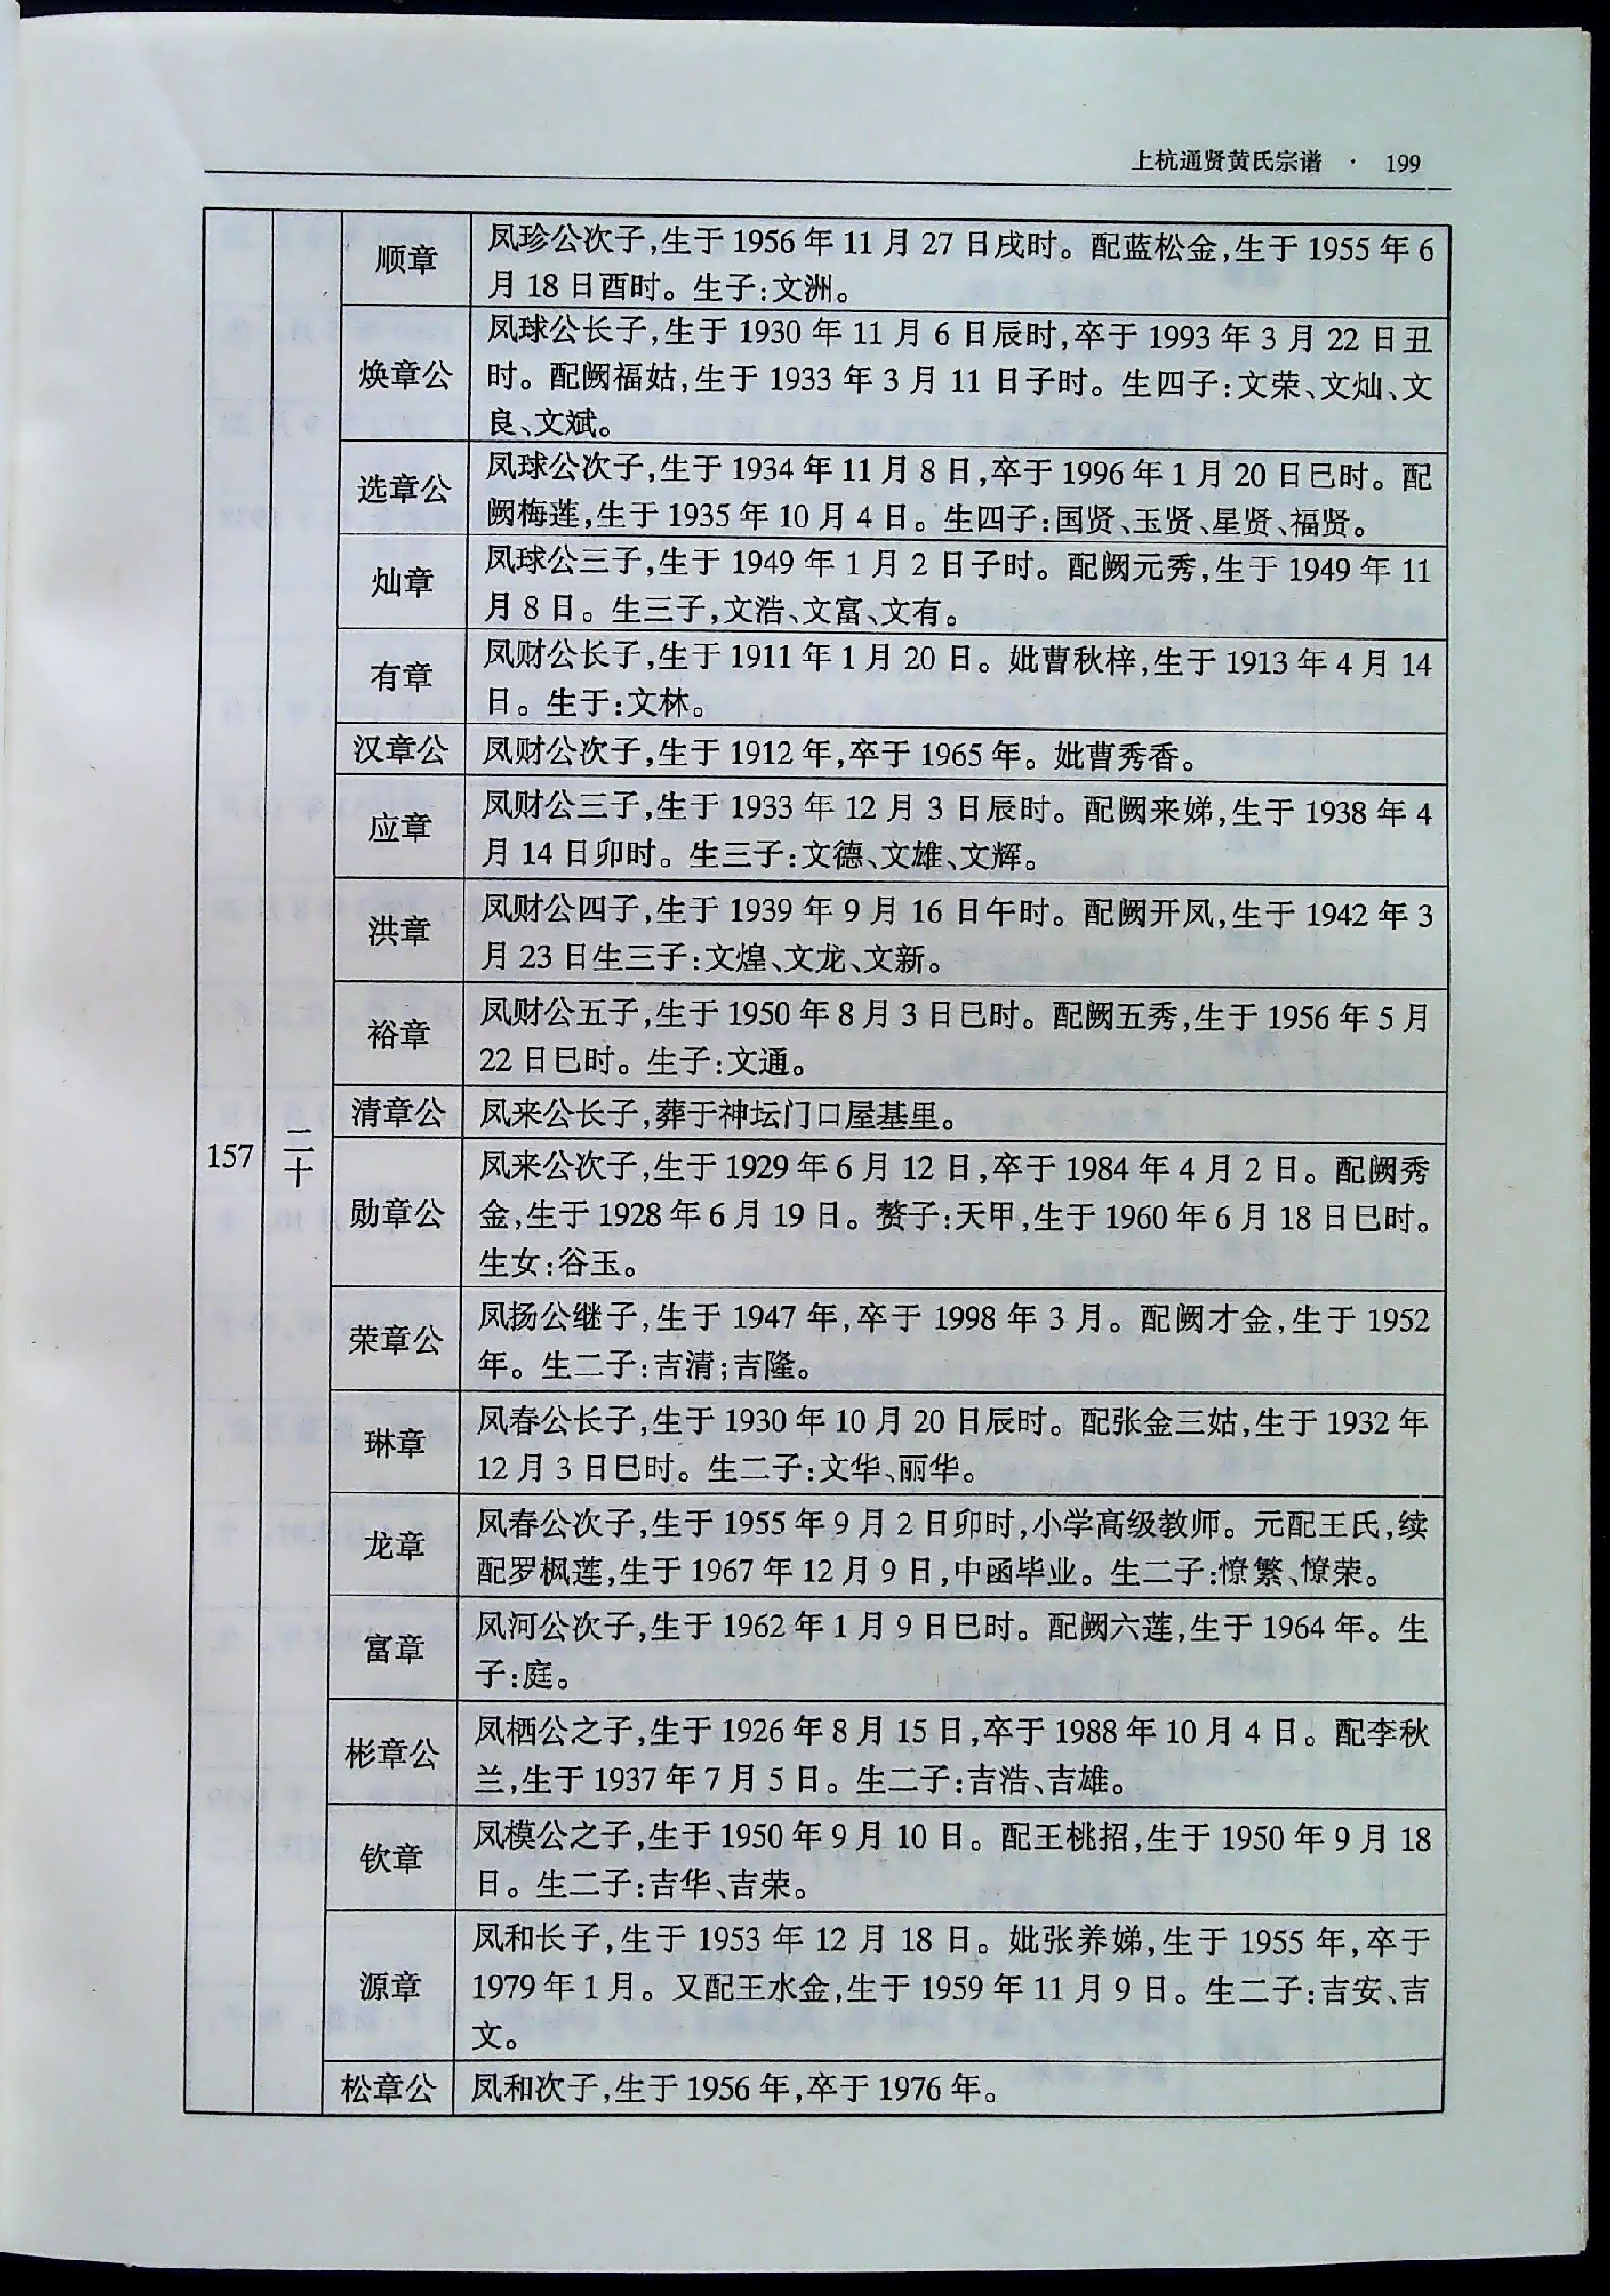 上杭通贤黄氏宗谱 · 199
157
二十
顺章
凤珍公次子,生于 1956 年 11 月 27 日戌时。配蓝松金,生于 1955 年 6
月 18 日酉时。生子:文洲。
焕章公
凤球公长子,生于 1930 年 11 月 6 日辰时,卒于 1993 年 3 月 22 日丑
时。配阙福姑,生于 1933 年 3 月 11 日子时。生四子:文荣、文灿、文
良、文斌。
选章公
凤球公次子,生于 1934 年 11 月 8 日,卒于 1996 年 1 月 20 日巳时。配
阙梅莲,生于 1935 年 10 月 4 日。生四子:国贤、玉贤、星贤、福贤。
灿章
凤球公三子,生于 1949 年 1 月 2 日子时。配阙元秀,生于 1949 年 11
月 8 日。生三子,文浩、文富、文有。
有章
凤财公长子,生于 1911 年 1 月 20 日。妣曹秋梓,生于 1913 年 4 月 14
日。生于:文林。
汉章公
凤财公次子,生于 1912 年,卒于 1965 年。妣曹秀香。
应章
凤财公三子,生于 1933 年 12 月 3 日辰时。配阙来娣,生于 1938 年 4
月 14 日卯时。生三子:文德、文雄、文辉。
洪章
凤财公四子,生于 1939 年 9 月 16 日午时。配阙开凤,生于 1942 年 3
月 23 日生三子:文煌、文龙、文新。
裕章
凤财公五子,生于 1950 年 8 月 3 日巳时。配阙五秀,生于 1956 年 5 月
22 日巳时。生子:文通。
清章公
凤来公长子,葬于神坛门口屋基里。
勋章公
凤来公次子,生于 1929 年 6 月 12 日,卒于 1984 年 4 月 2 日。配阙秀
金,生于 1928 年 6 月 19 日。赘子:天甲,生于 1960 年 6 月 18 日巳时。
生女:谷玉。
荣章公
凤扬公继子,生于 1947 年,卒于 1998 年 3 月。配阙才金,生于 1952
年。生二子:吉清;吉隆。
琳章
凤春公长子,生于 1930 年 10 月 20 日辰时。配张金三姑,生于 1932 年
12 月 3 日巳时。生二子:文华、丽华。
龙章
凤春公次子,生于 1955 年 9 月 2 日卯时,小学高级教师。元配王氏,续
配罗枫莲,生于 1967 年 12 月 9 日,中函毕业。生二子:憭繁、憭荣。
富章
凤河公次子,生于 1962 年 1 月 9 日巳时。配阙六莲,生于 1964 年。生
子:庭。
彬章公
凤栖公之子,生于 1926 年 8 月 15 日,卒于 1988 年 10 月 4 日。配李秋
兰,生于 1937 年 7 月 5 日。生二子:吉浩、吉雄。
钦章
凤模公之子,生于 1950 年 9 月 10 日。配王桃招,生于 1950 年 9 月 18
日。生二子:吉华、吉荣。
源章
凤和长子,生于 1953 年 12 月 18 日。妣张养娣,生于 1955 年,卒于
1979 年 1 月。又配王水金,生于 1959 年 11 月 9 日。生二子:吉安、吉
文。
松章公
凤和次子,生于 1956 年,卒于 1976 年。